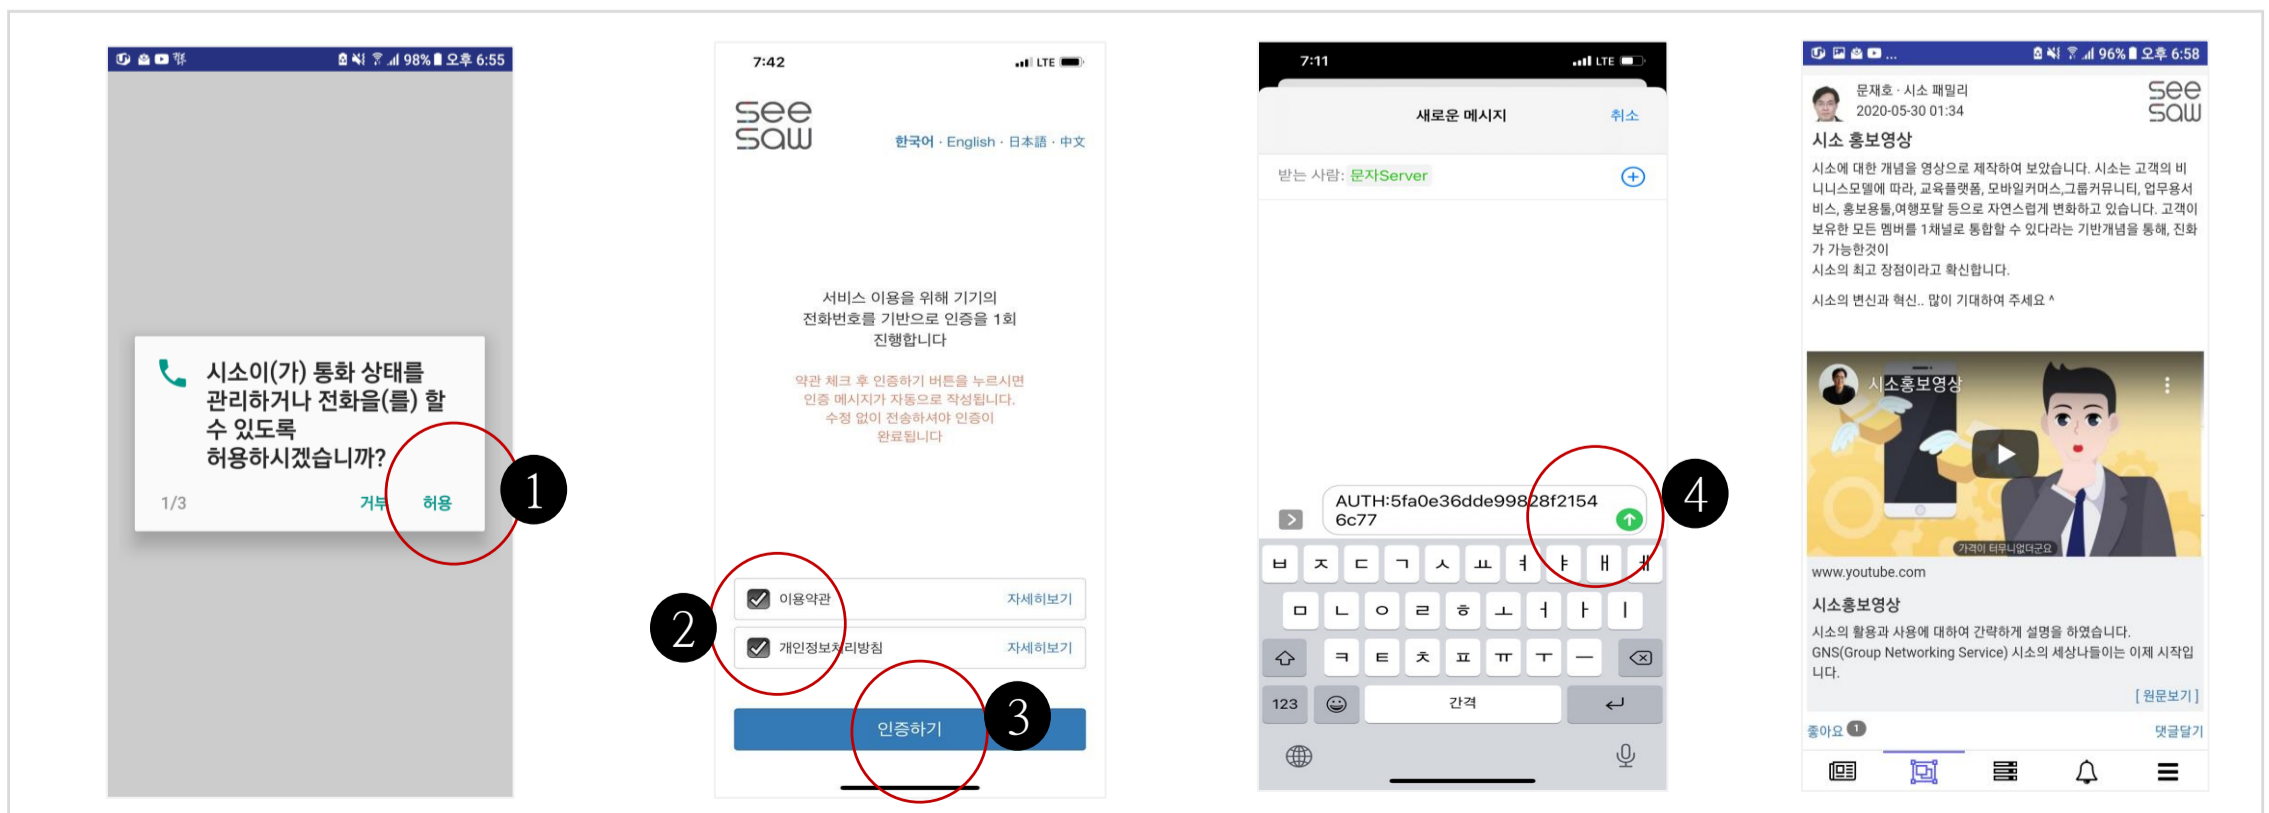 98% 오후 6:55
시소이(가) 통화 상태를
관리하거나 전화을(를) 할
수 있도록
허용하시겠습니까?
1/3
거부
허용
1
7:42
LTE
see
saw
한국어 · English · 日本語 · 中文
서비스 이용을 위해 기기의
전화번호를 기반으로 인증을 1회
진행합니다
약관 체크 후 인증하기 버튼을 누르시면
인증 메시지가 자동으로 작성됩니다.
수정 없이 전송하셔야 인증이
완료됩니다
2
이용약관
자세히보기
개인정보처리방침
자세히보기
인증하기
3
7:11
LTE
새로운 메시지
취소
받는 사람: 문자Server
AUTH:5fa0e36dde99828f2154
6c77
4
ㅂ ㅈ ㄷ ㄱ ㅅ ㅛ ㅕ ㅑ ㅐ ㅔ
ㅁ ㄴ ㅇ ㄹ ㅎ ㅗ ㅓ ㅏ ㅣ
ㅋ ㅌ ㅊ ㅍ ㅠ ㅜ ㅡ
123
간격
... 96% 오후 6:58
문재호 · 시소 패밀리
2020-05-30 01:34
see
saw
시소 홍보영상
시소에 대한 개념을 영상으로 제작하여 보았습니다. 시소는 고객의 비
니니스모델에 따라, 교육플랫폼, 모바일커머스,그룹커뮤니티, 업무용서
비스, 홍보용툴,여행포탈 등으로 자연스럽게 변화하고 있습니다. 고객이
보유한 모든 멤버를 1채널로 통합할 수 있다라는 기반개념을 통해, 진화
가 가능한것이
시소의 최고 장점이라고 확신합니다.
시소의 변신과 혁신.. 많이 기대하여 주세요 ^
시소홍보영상
가격이 터무니없더군요
www.youtube.com
시소홍보영상
시소의 활용과 사용에 대하여 간략하게 설명을 하였습니다.
GNS(Group Networking Service) 시소의 세상나들이는 이제 시작입
니다.
[ 원문보기 ]
좋아요 1
댓글달기